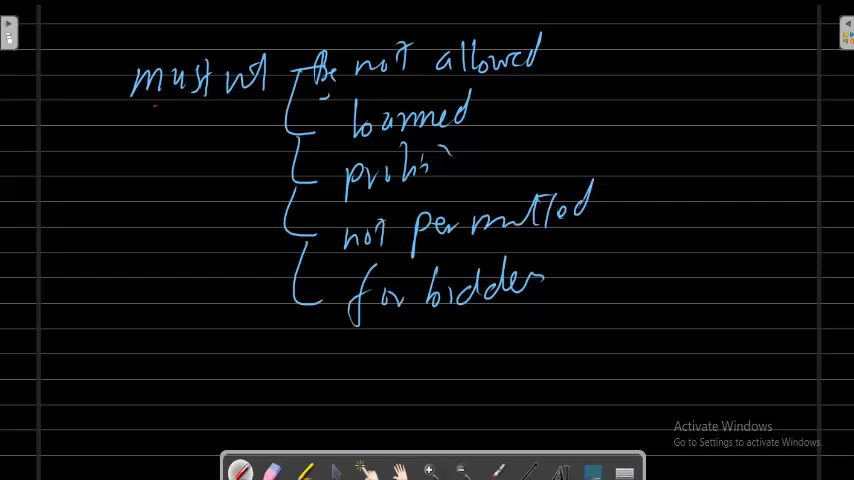 must not Be not allowed
banned
prohi
not permitted
forbidden
Activate Windows
Go to Settings to activate Windows.